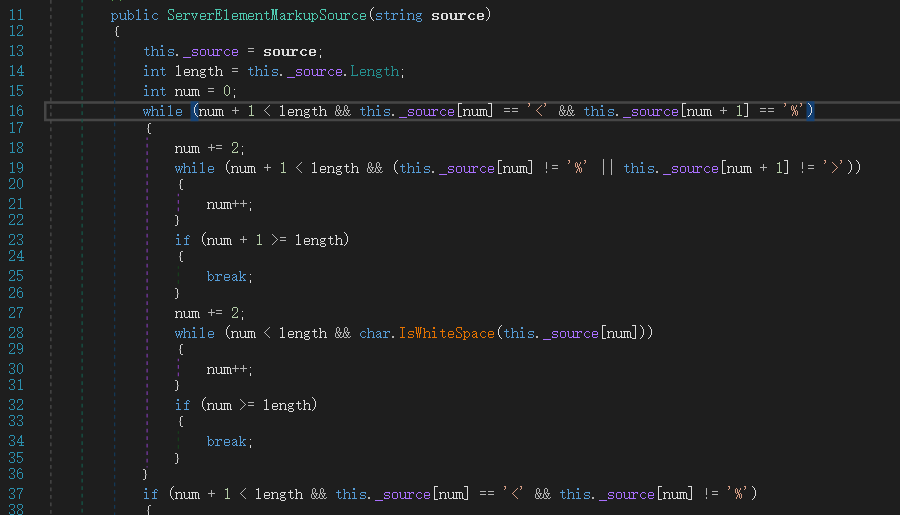 11 public ServerElementMarkupSource(string source)
12 {
13 this._source = source;
14 int length = this._source.Length;
15 int num = 0;
16 while (num + 1 < length && this._source[num] == '<' && this._source[num + 1] == '%')
17 {
18 num += 2;
19 while (num + 1 < length && (this._source[num] != '%' || this._source[num + 1] != '>'))
20 {
21 num++;
22 }
23 if (num + 1 >= length)
24 {
25 break;
26 }
27 num += 2;
28 while (num < length && char.IsWhiteSpace(this._source[num]))
29 {
30 num++;
31 }
32 if (num >= length)
33 {
34 break;
35 }
36 }
37 if (num + 1 < length && this._source[num] == '<' && this._source[num] != '%')
38 {